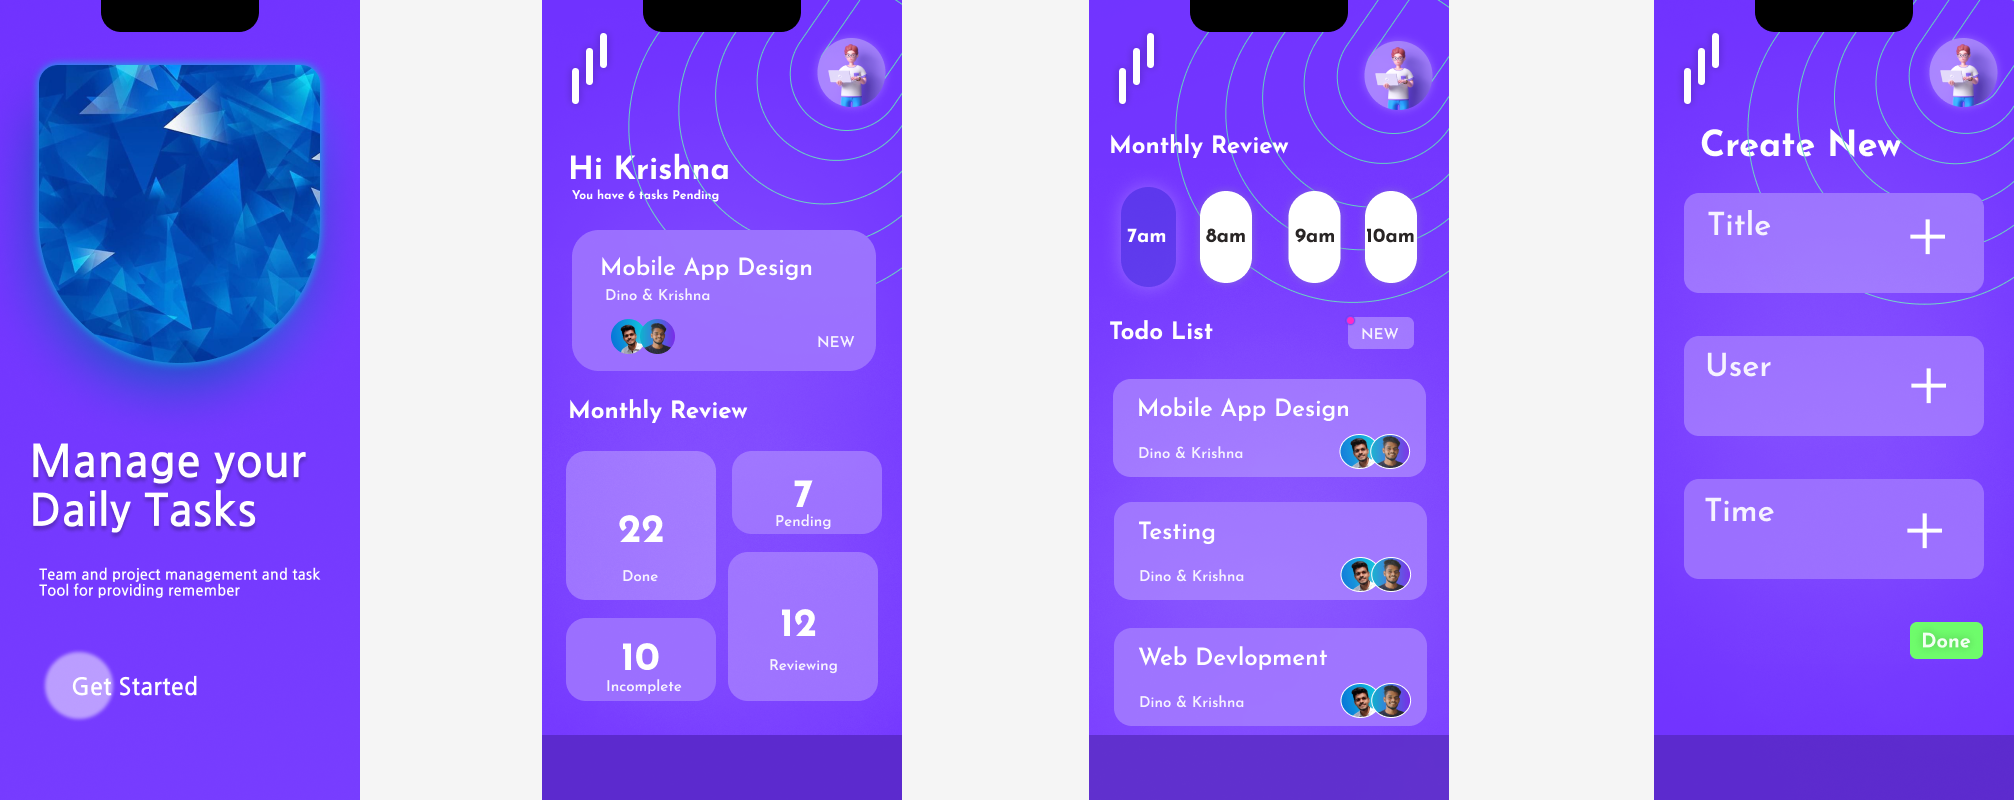 Manage your
Daily Tasks
Team and project management and task
Tool for providing remember
Get Started
Hi Krishna
You have 6 tasks Pending
Mobile App Design
Dino & Krishna
NEW
Monthly Review
22
Done
7
Pending
10
Incomplete
12
Reviewing
Monthly Review
7am 8am 9am 10am
Todo List
NEW
Mobile App Design
Dino & Krishna
Testing
Dino & Krishna
Web Devlopment
Dino & Krishna
Create New
Title
User
Time
Done